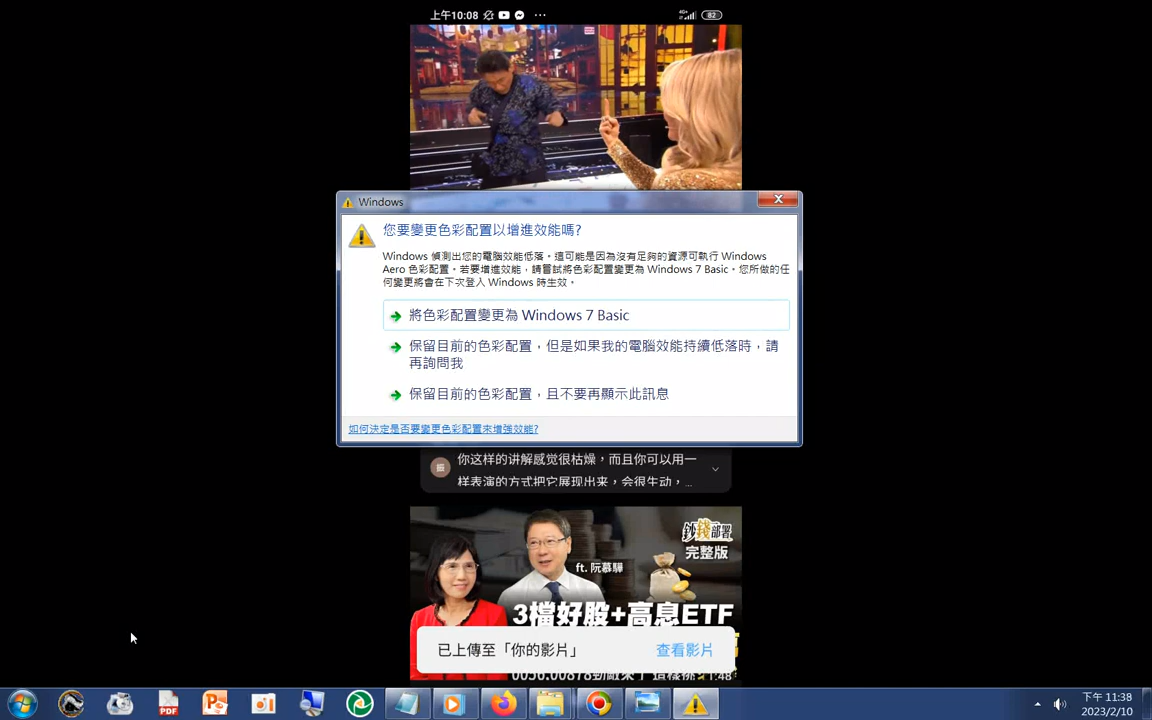 上午10:08
4G+
82
Windows
您要變更色彩配置以增進效能嗎?
Windows 偵測出您的電腦效能低落。這可能是因為沒有足夠的資源可執行 Windows
Aero 色彩配置。若要增進效能，請嘗試將色彩配置變更為 Windows 7 Basic。您所做的任
何變更將會在下次登入 Windows 時生效。
將色彩配置變更為 Windows 7 Basic
保留目前的色彩配置，但是如果我的電腦效能持續低落時，請
再詢問我
保留目前的色彩配置，且不要再顯示此訊息
如何決定是否要變更色彩配置來增強效能?
你这样的讲解感觉很枯燥，而且你可以用一
样表演的方式把它展现出来，会很生动，...
鈔錢部署
完整版
ft. 阮慕驊
3檔好股+高息ETF
已上傳至「你的影片」
查看影片
1:48
PDF
下午 11:38
2023/2/10